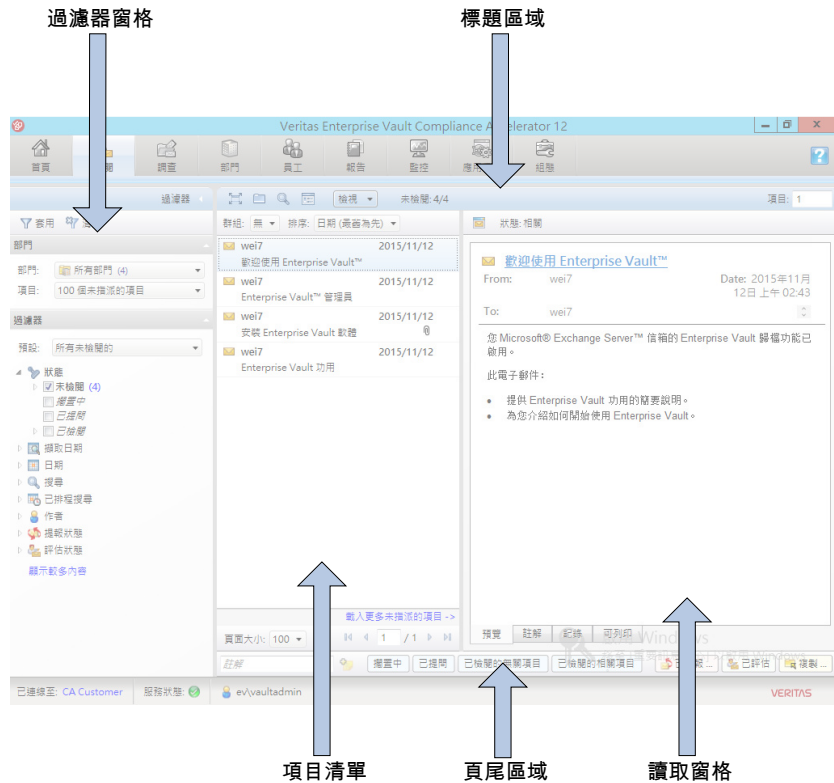 過濾器窗格
標題區域
Veritas Enterprise Vault Compliance Accelerator 12
首頁
調查
部門
員工
報告
監控
組態
過濾器
檢視
未檢閱: 4/4
項目: 1
套用
群組: 無
排序: 日期 (最舊為先)
狀態: 相關
部門
部門: 所有部門 (4)
項目: 100 個未指派的項目
過濾器
預設: 所有未檢閱的
狀態
未檢閱 (4)
擱置中
已提問
已檢閱
擷取日期
日期
搜尋
已排程搜尋
作者
提報狀態
評估狀態
顯示較多內容
wei7 2015/11/12
歡迎使用 Enterprise Vault™
wei7 2015/11/12
Enterprise Vault™ 管理員
wei7 2015/11/12
安裝 Enterprise Vault 軟體
wei7 2015/11/12
Enterprise Vault 功用
載入更多未指派的項目 ->
頁面大小: 100
1 / 1
歡迎使用 Enterprise Vault™
From: wei7
Date: 2015年11月
12日 上午 02:43
To: wei7
您 Microsoft® Exchange Server™ 信箱的 Enterprise Vault 歸檔功能已
啟用。
此電子郵件：
• 提供 Enterprise Vault 功用的簡要說明。
• 為您介紹如何開始使用 Enterprise Vault。
預覽
註解
記錄
可列印
註解
擱置中
已提問
已檢閱的無關項目
已檢閱的相關項目
已評估
複製 ...
已連線至: CA Customer
服務狀態:
ev\vaultadmin
VERITAS
項目清單
頁尾區域
讀取窗格